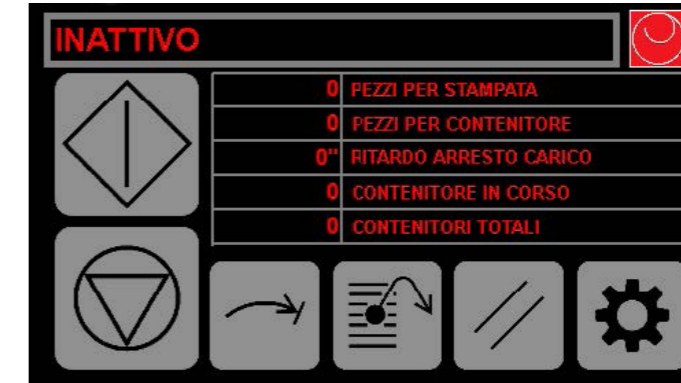 INATTIVO
0 PEZZI PER STAMPATA
0 PEZZI PER CONTENITORE
0" RITARDO ARRESTO CARICO
0 CONTENITORE IN CORSO
0 CONTENITORI TOTALI